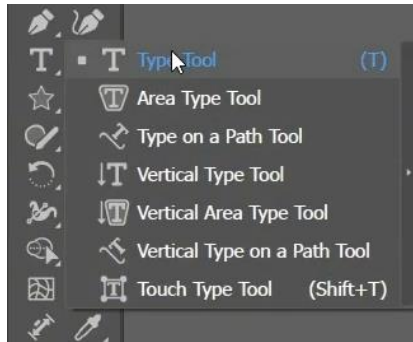 Type Tool (T)
Area Type Tool
Type on a Path Tool
Vertical Type Tool
Vertical Area Type Tool
Vertical Type on a Path Tool
Touch Type Tool (Shift+T)